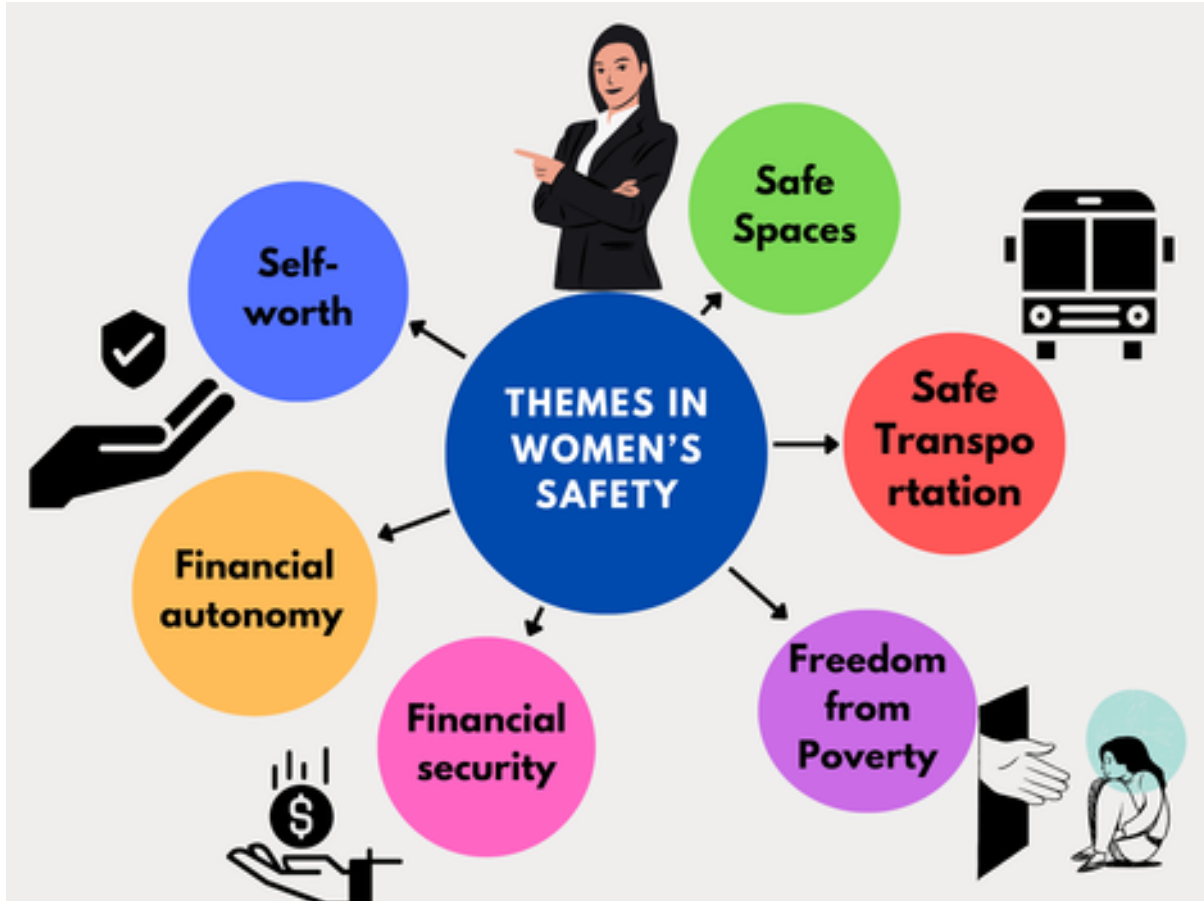 Safe
Spaces
Self-
worth
THEMES IN
WOMEN'S
SAFETY
Safe
Transpo
rtation
Financial
autonomy
Freedom
from
Poverty
Financial
security
$